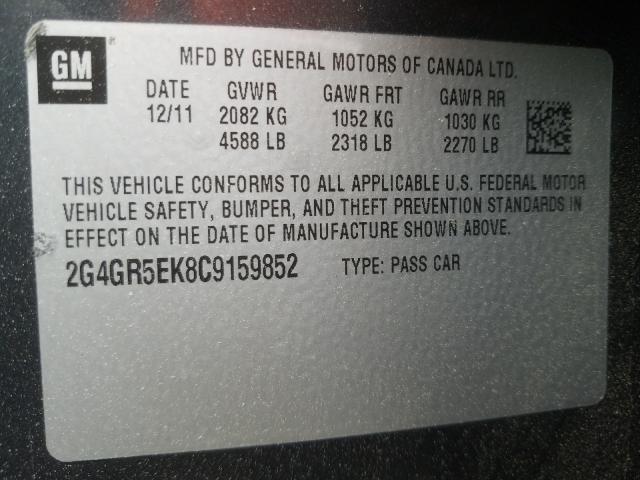 GM
MFD BY GENERAL MOTORS OF CANADA LTD.
DATE GVWR GAWR FRT GAWR RR
12/11 2082 KG 1052 KG 1030 KG
4588 LB 2318 LB 2270 LB
THIS VEHICLE CONFORMS TO ALL APPLICABLE U.S. FEDERAL MOTOR
VEHICLE SAFETY, BUMPER, AND THEFT PREVENTION STANDARDS IN
EFFECT ON THE DATE OF MANUFACTURE SHOWN ABOVE.
2G4GR5EK8C9159852 TYPE: PASS CAR